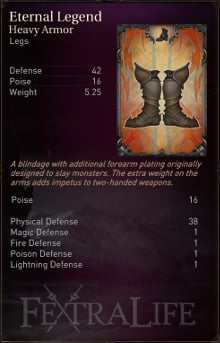 Eternal Legend
Heavy Armor
Legs
Defense 42
Poise 16
Weight 5.25
A blindage with additional forearm plating originally
designed to slay monsters. The extra weight on the
arms adds impetus to two-handed weapons.
Poise 16
Physical Defense 38
Magic Defense 1
Fire Defense 1
Poison Defense 1
Lightning Defense 1
FEXTRALIFE